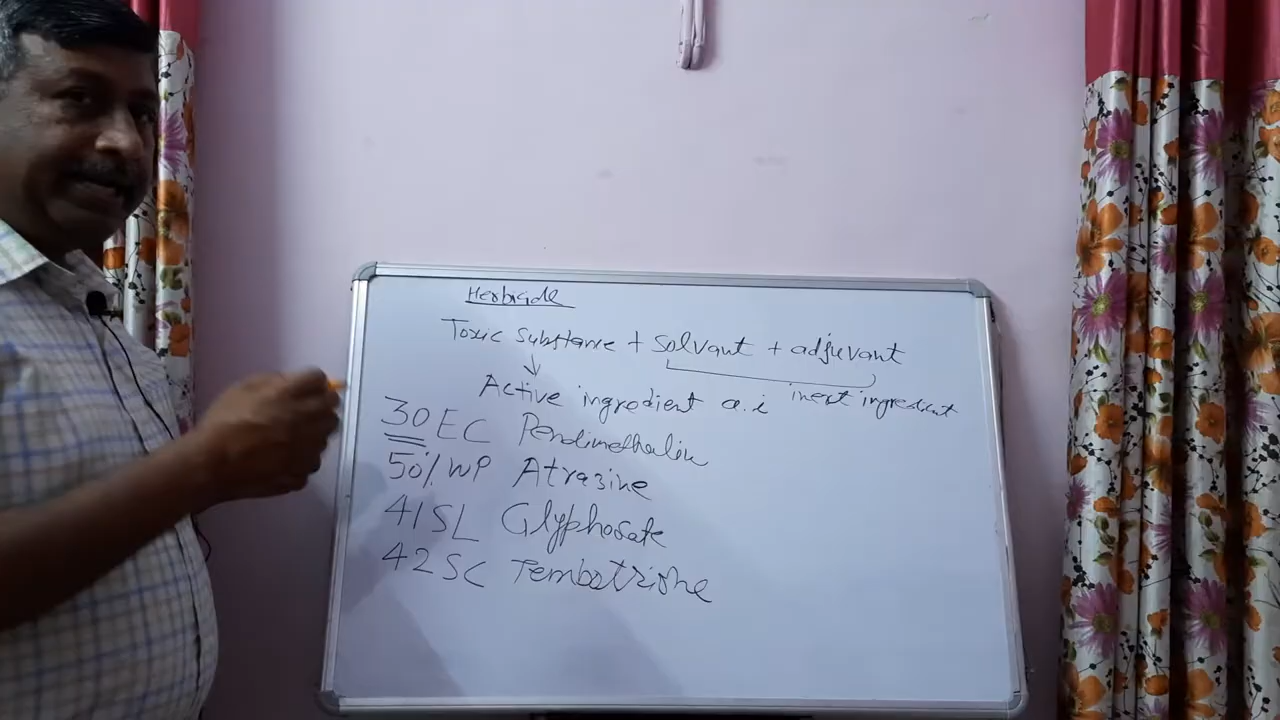 Herbicide
Toxic Substance + Solvant + adjuvant
Active ingredient a.i inert ingredient
30 EC Pendimethalin
50% WP Atrazine
41 SL Glyphosate
42 SC Tembotrione